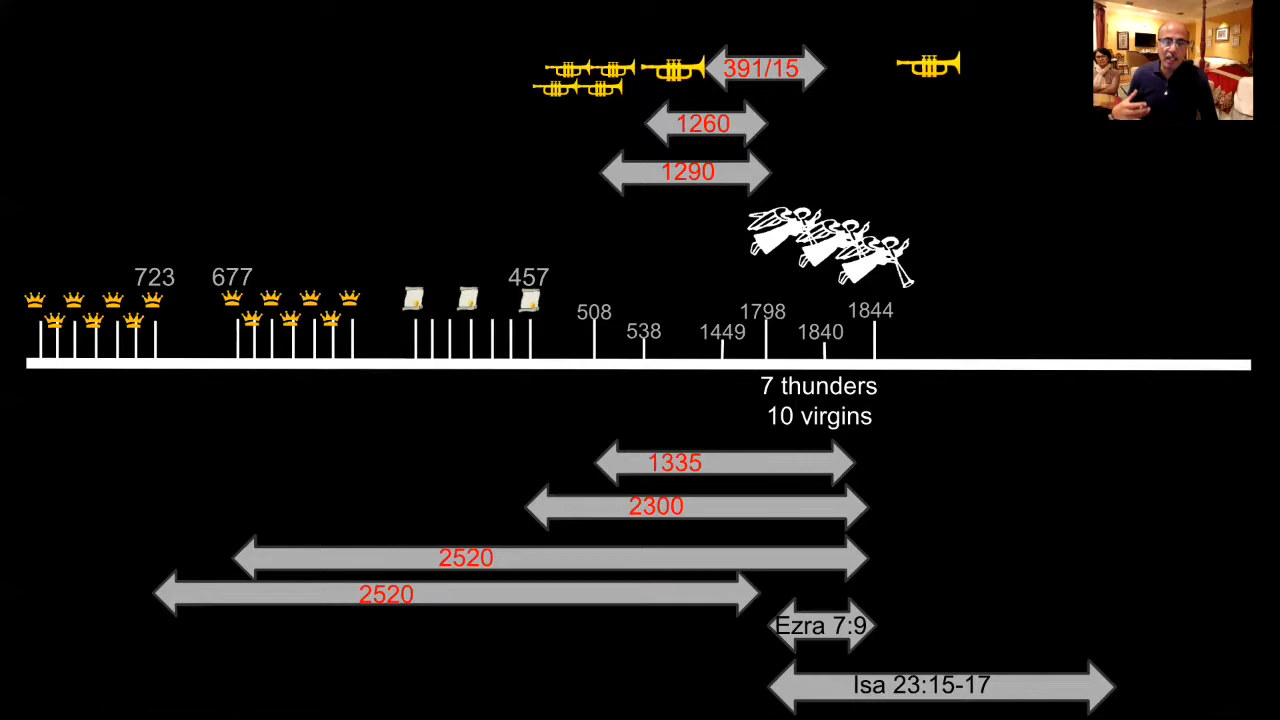 391/15
1260
1290
723 677 457
508 538 1449 1798 1840 1844
7 thunders
10 virgins
1335
2300
2520
2520
Ezra 7:9
Isa 23:15-17